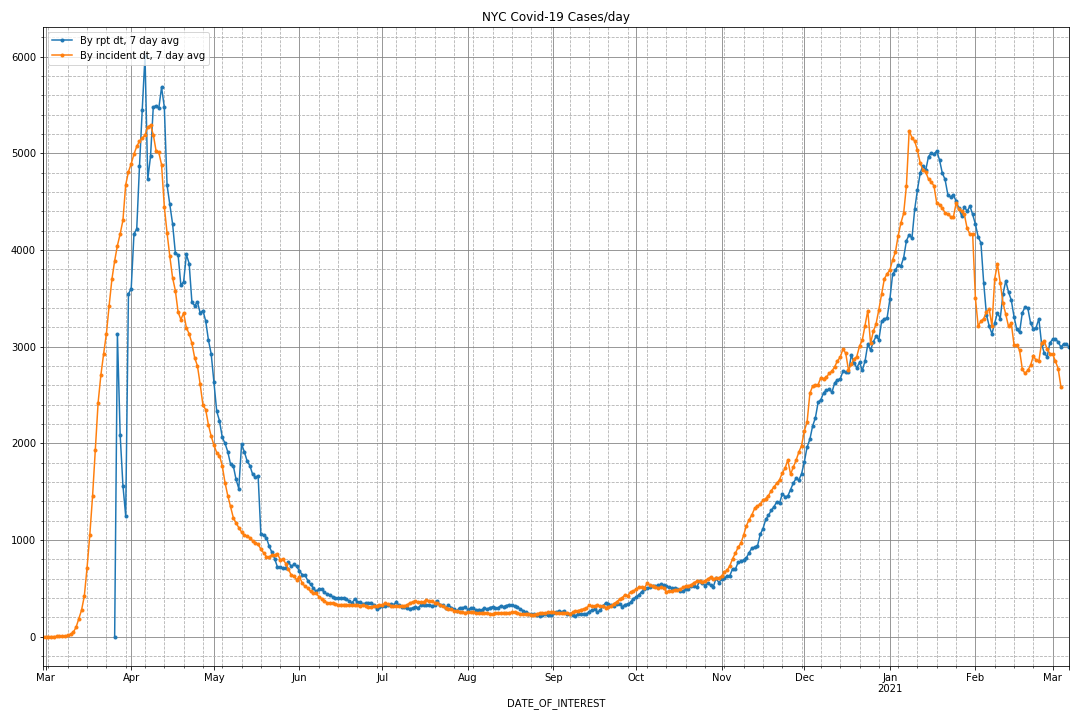 NYC Covid-19 Cases/day
By rpt dt, 7 day avg
By incident dt, 7 day avg
6000
5000
4000
3000
2000
1000
0
Mar Apr May Jun Jul Aug Sep Oct Nov Dec Jan Feb Mar
2021
DATE_OF_INTEREST